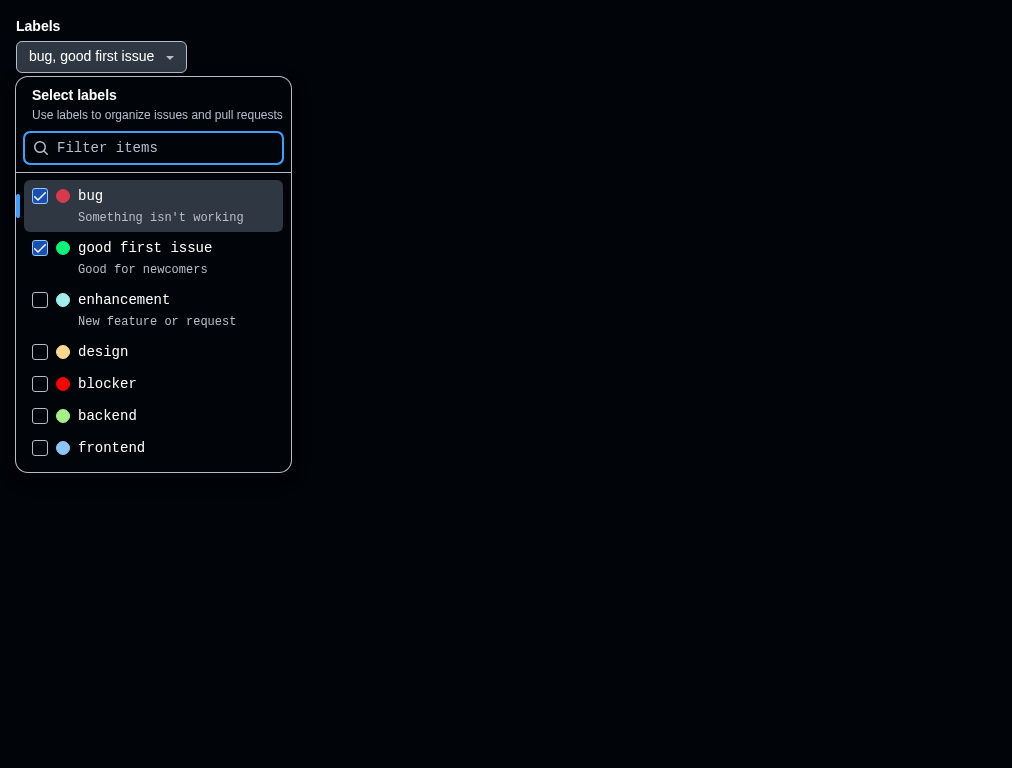 Labels
bug, good first issue
Select labels
Use labels to organize issues and pull requests
Filter items
bug
Something isn't working
good first issue
Good for newcomers
enhancement
New feature or request
design
blocker
backend
frontend